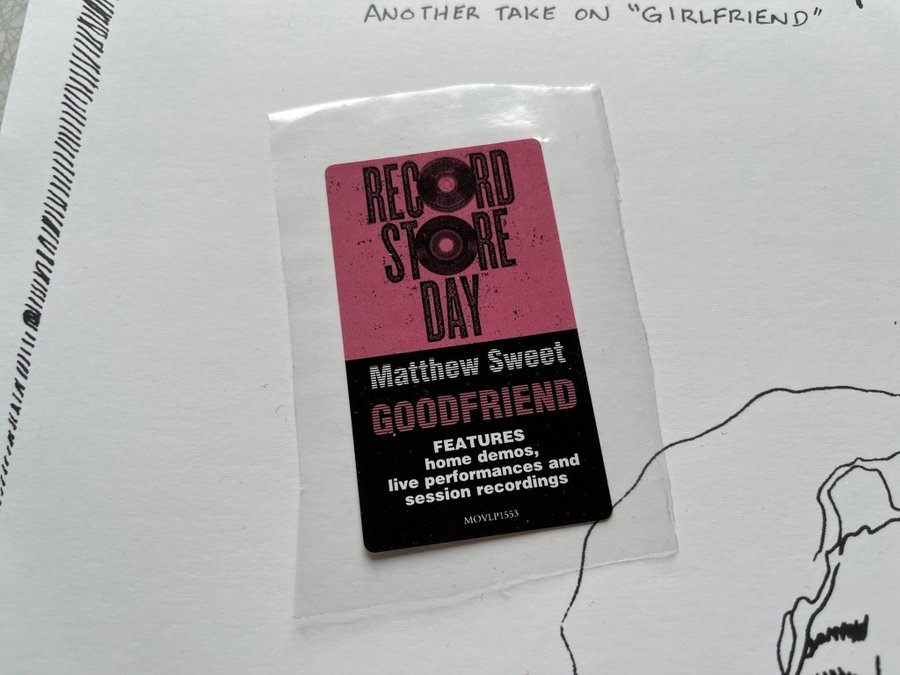 ANOTHER TAKE ON "GIRLFRIEND"
RECORD
STORE
DAY
Matthew Sweet
GOODFRIEND
FEATURES
home demos,
live performances and
session recordings
MOVLP1553